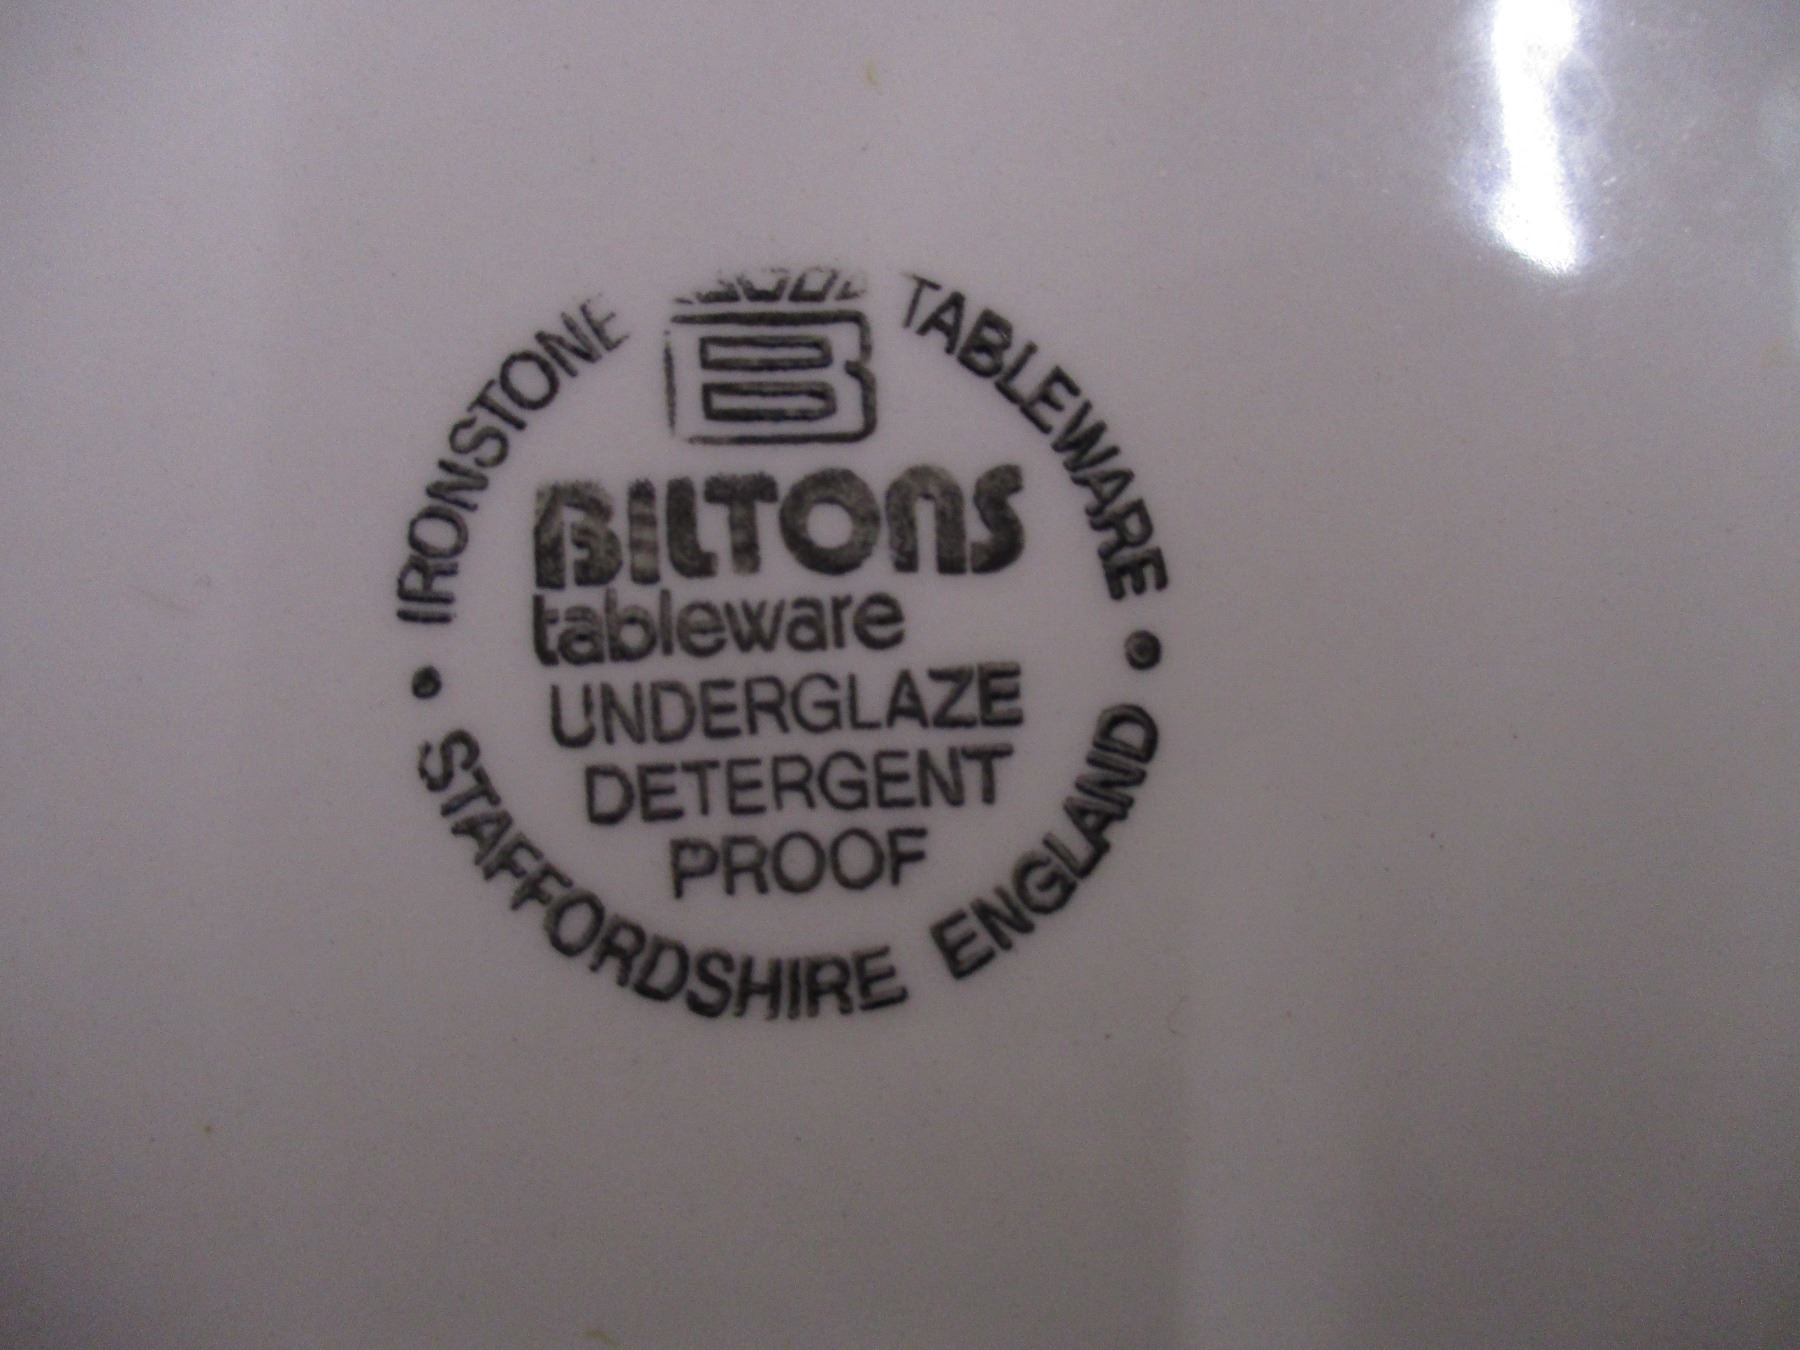 IRONSTONE TABLEWARE
B
BILTONS
tableware
UNDERGLAZE
DETERGENT
PROOF
STAFFORDSHIRE ENGLAND